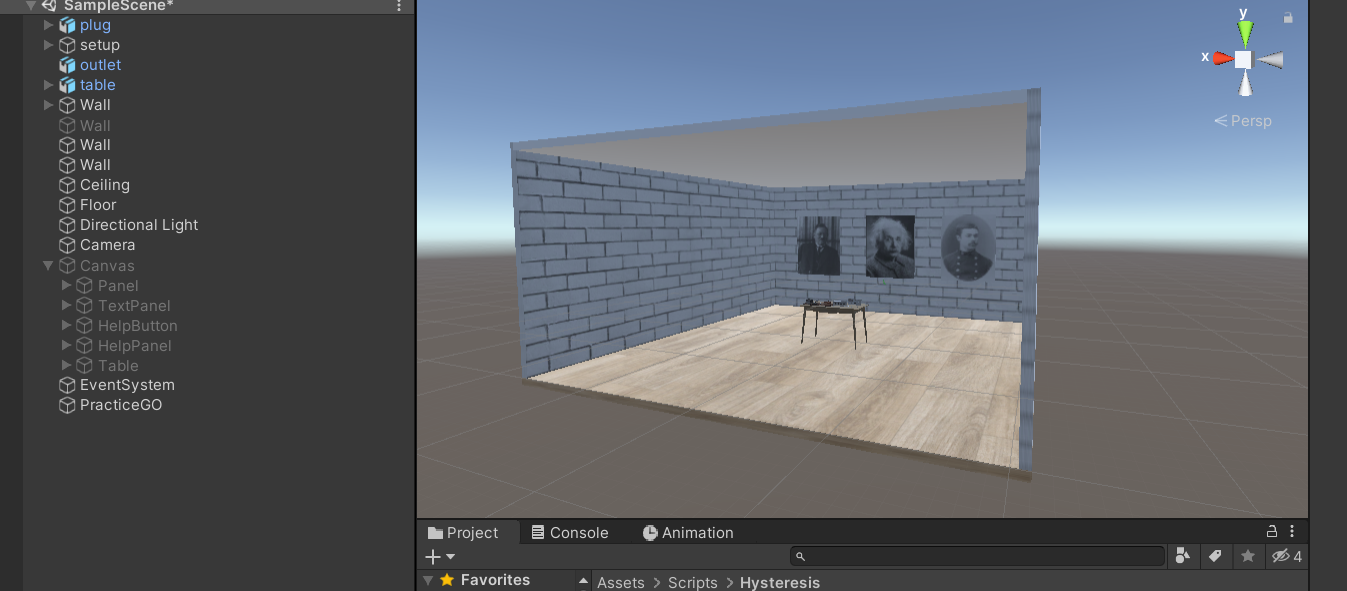 SampleScene*
plug
setup
outlet
table
Wall
Wall
Wall
Wall
Ceiling
Floor
Directional Light
Camera
Canvas
Panel
TextPanel
HelpButton
HelpPanel
Table
EventSystem
PracticeGO
y
x
Persp
Project Console Animation
4
Favorites
Assets > Scripts > Hysteresis